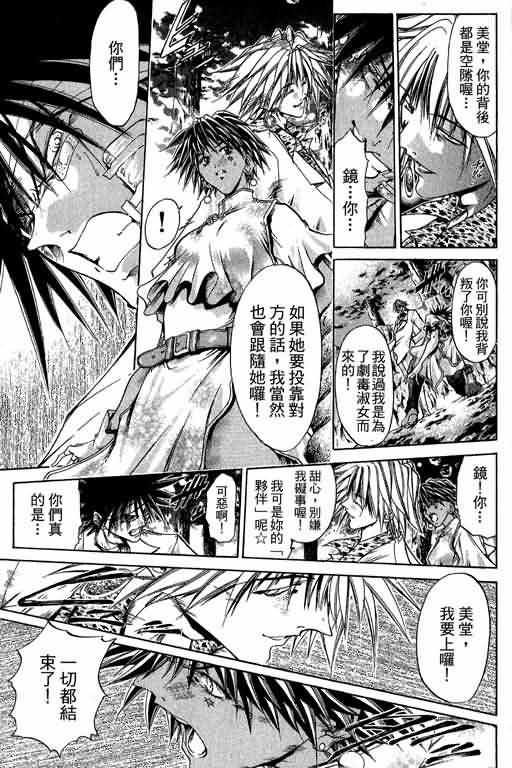 美堂，你的背後
都是空隙喔…
鏡…你…
你們…
！
你可別說我背
叛了你喔！
我說過我是為
了劇毒淑女而
來的！
如果她要投靠對
方的話，我當然
也會跟隨她囉！
鏡！你…
甜心，別嫌
我礙事喔！
我可是妳的「
夥伴」呢☆
可惡啊！
你們真
的是…
美堂，
我要上囉！
一切都結
束了！